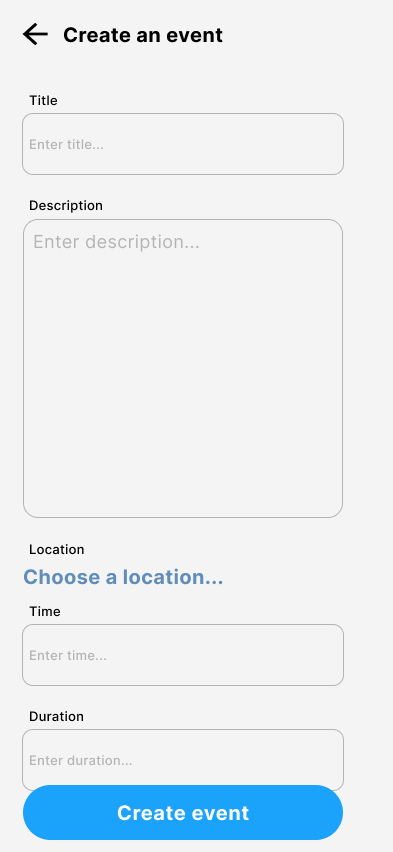 Create an event
Title
Enter title...
Description
Enter description...
Location
Choose a location...
Time
Enter time...
Duration
Enter duration...
Create event